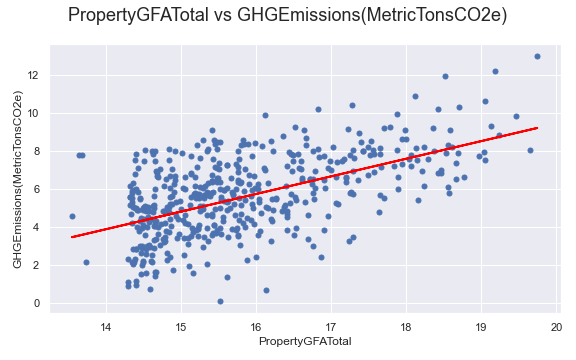 PropertyGFATotal vs GHGEmissions(MetricTonsCO2e)
GHGEmissions(MetricTonsCO2e)
12
10
8
6
4
2
0
14 15 16 17 18 19 20
PropertyGFATotal